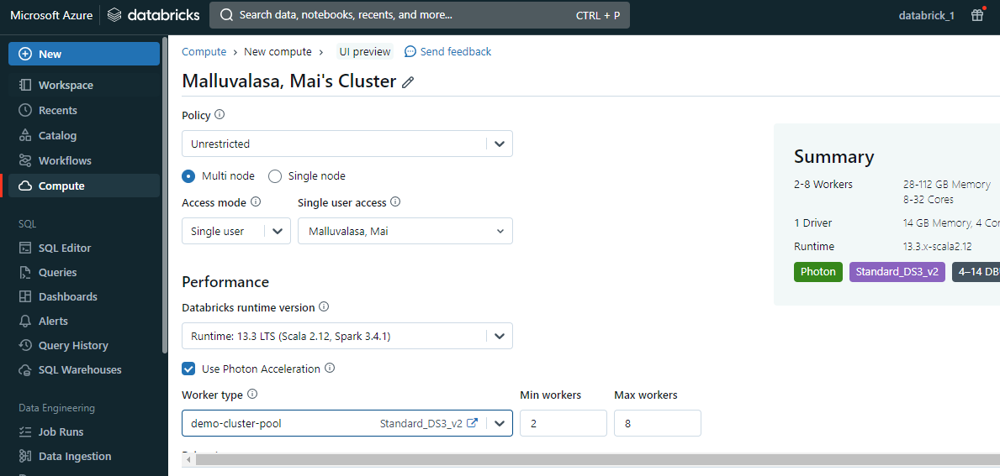 Microsoft Azure databricks Search data, notebooks, recents, and more... CTRL + P databrick_1
New
Workspace
Recents
Catalog
Workflows
Compute
SQL
SQL Editor
Queries
Dashboards
Alerts
Query History
SQL Warehouses
Data Engineering
Job Runs
Data Ingestion
Compute › New compute › UI preview Send feedback
Malluvalasa, Mai's Cluster
Policy
Unrestricted
Multi node Single node
Access mode Single user access
Single user Malluvalasa, Mai
Performance
Databricks runtime version
Runtime: 13.3 LTS (Scala 2.12, Spark 3.4.1)
Use Photon Acceleration
Worker type Min workers Max workers
demo-cluster-pool Standard_DS3_v2 2 8
Summary
2-8 Workers 28-112 GB Memory
8-32 Cores
1 Driver 14 GB Memory, 4 Cor
Runtime 13.3.x-scala2.12
Photon Standard_DS3_v2 4–14 DB